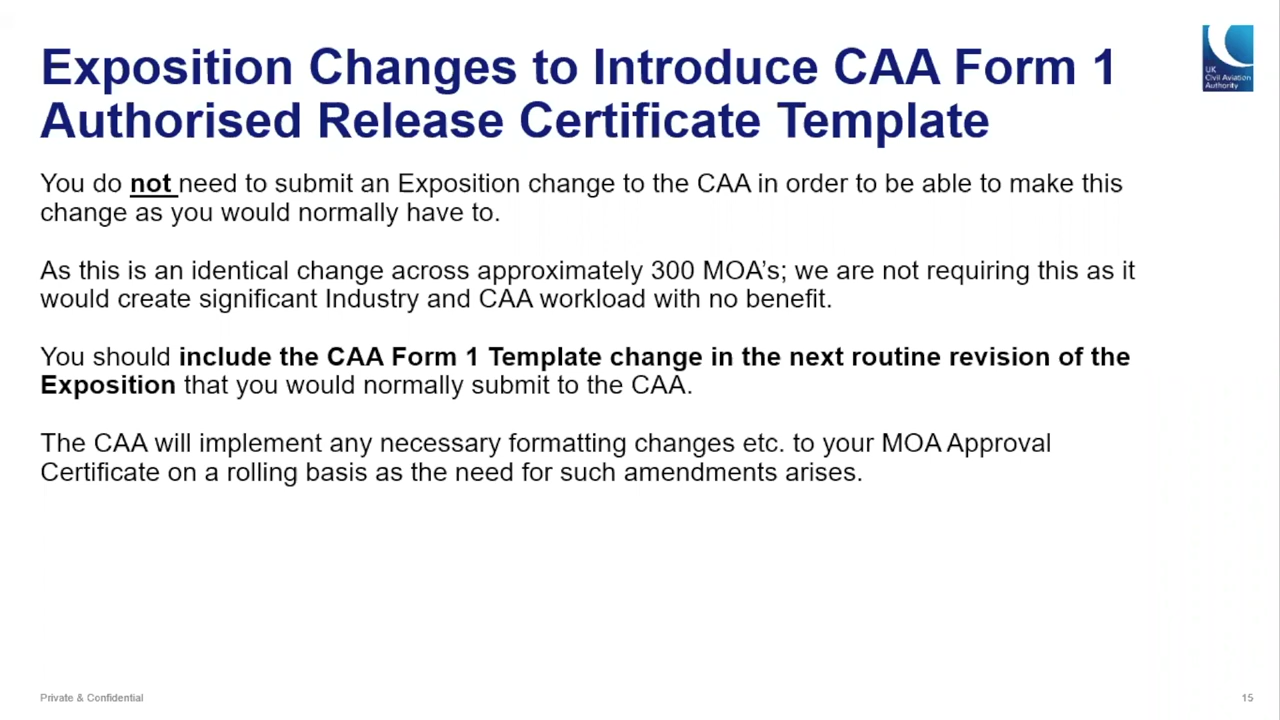 Exposition Changes to Introduce CAA Form 1
Authorised Release Certificate Template
UK
Civil Aviation
Authority
You do not need to submit an Exposition change to the CAA in order to be able to make this
change as you would normally have to.
As this is an identical change across approximately 300 MOA's; we are not requiring this as it
would create significant Industry and CAA workload with no benefit.
You should include the CAA Form 1 Template change in the next routine revision of the
Exposition that you would normally submit to the CAA.
The CAA will implement any necessary formatting changes etc. to your MOA Approval
Certificate on a rolling basis as the need for such amendments arises.
Private & Confidential
15